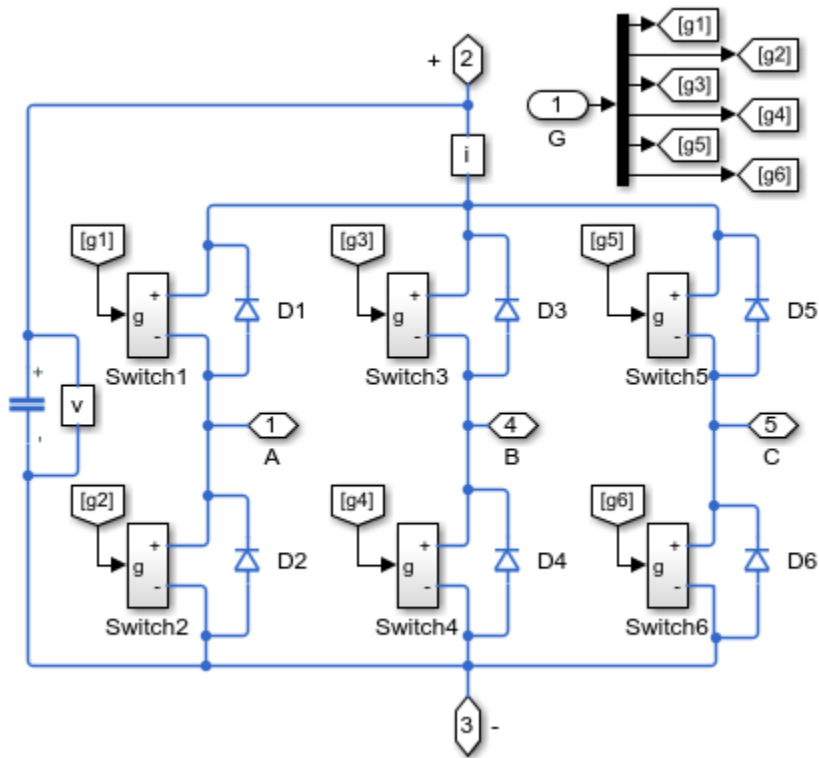 [g1]
+ 2
[g2]
1
[g3]
G
[g4]
i
[g5]
[g6]
[g1]
[g3]
[g5]
+
g
-
D1
+
g
-
D3
+
g
-
D5
Switch1
Switch3
Switch5
+
v
-
1
A
4
B
5
C
[g2]
[g4]
[g6]
+
g
-
D2
+
g
-
D4
+
g
-
D6
Switch2
Switch4
Switch6
3 -